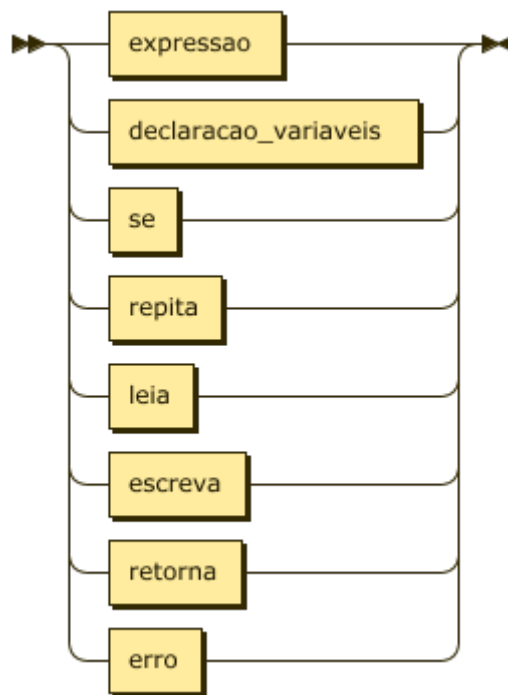 expressao
declaracao_variaveis
se
repita
leia
escreva
retorna
erro